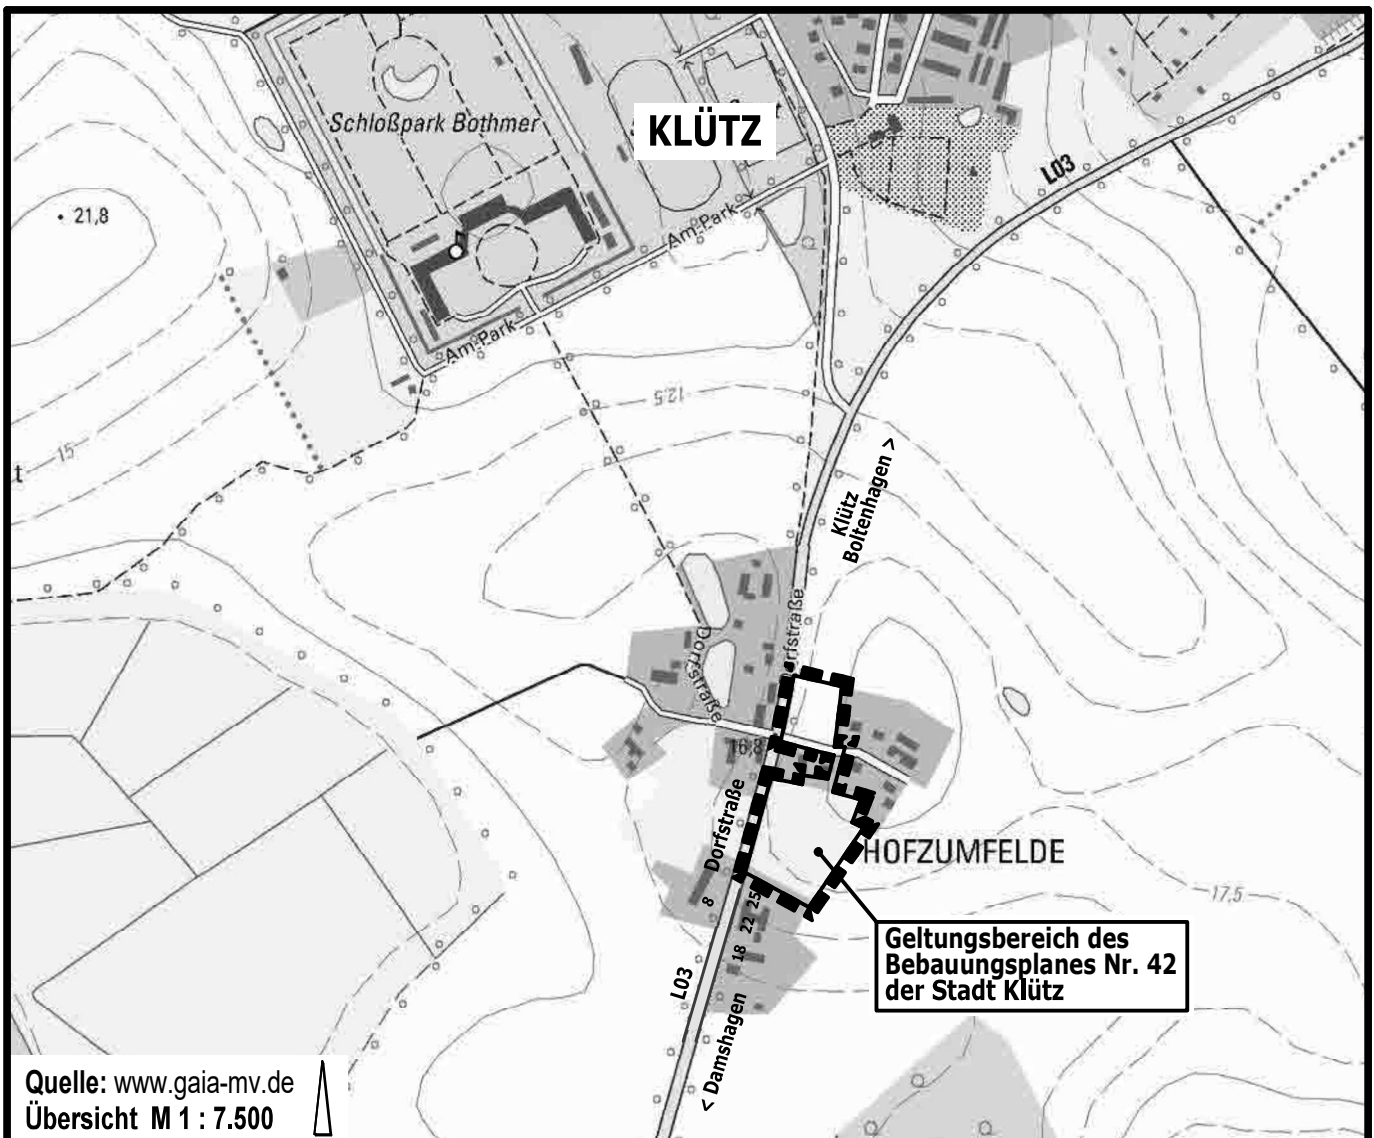 Schloßpark Bothmer
KLÜTZ
L03
21,8
Am Park
Am Park
12,5
15
t
Klütz
Boltenhagen >
Dorfstraße
16,8
Dorfstraße
HOFZUMFELDE
17,5
8
25
22
18
L03
< Damshagen
Geltungsbereich des
Bebauungsplanes Nr. 42
der Stadt Klütz
Quelle: www.gaia-mv.de
Übersicht M 1 : 7.500